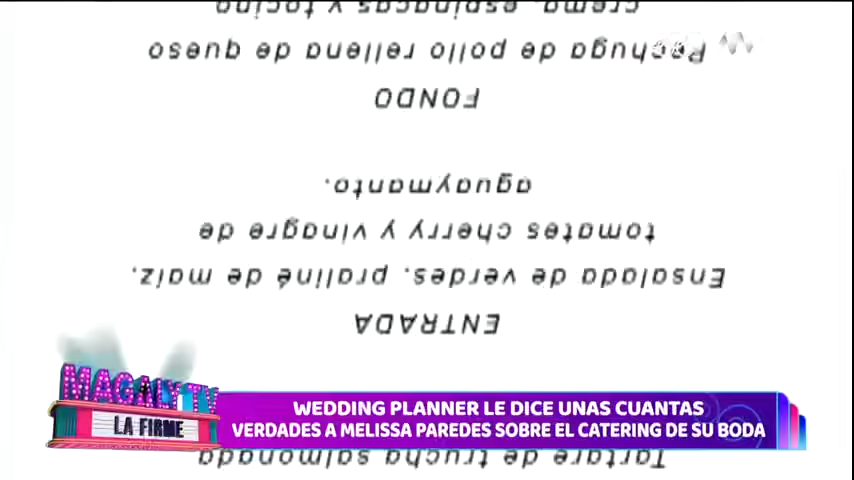 Tartare de trucha salmonada
ENTRADA
Ensalada de verdes. praliné de maíz.
tomates cherry y vinagre de
aguaymanto.
FONDO
Pechuga de pollo rellena de queso
crema, espinacas y tocino
MAGALY TV
LA FIRME
WEDDING PLANNER LE DICE UNAS CUANTAS
VERDADES A MELISSA PAREDES SOBRE EL CATERING DE SU BODA